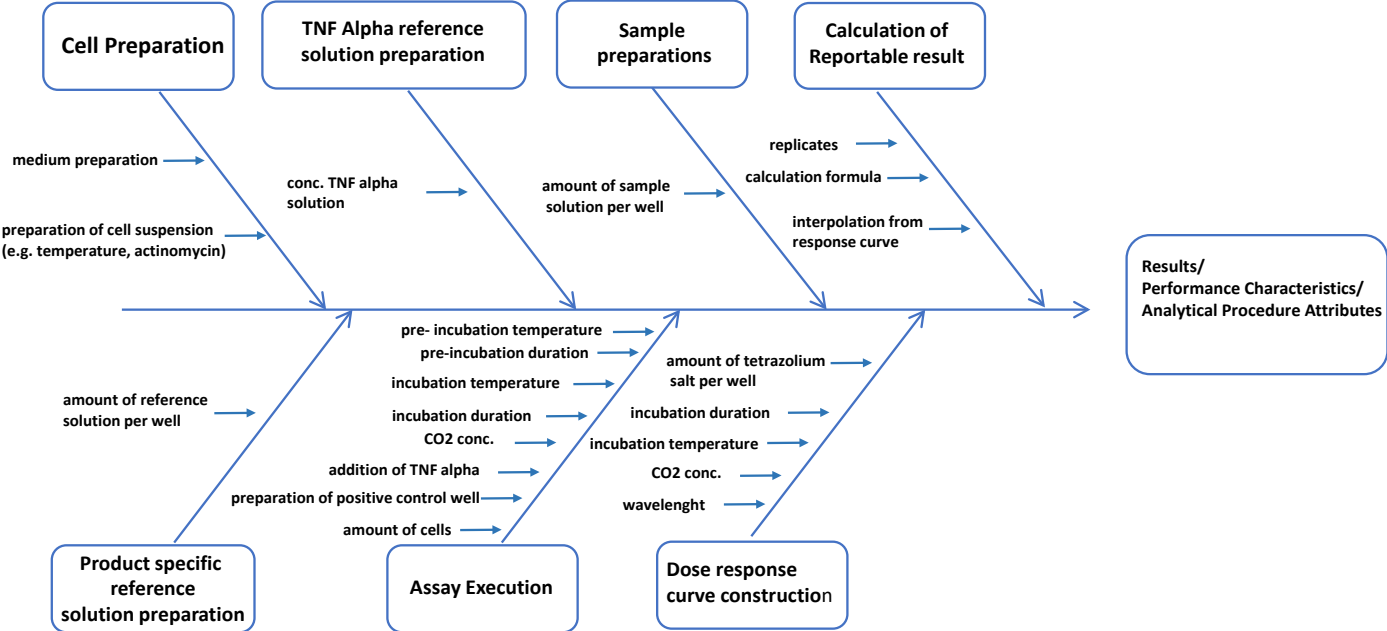 Cell Preparation
TNF Alpha reference
solution preparation
Sample
preparations
Calculation of
Reportable result
medium preparation
preparation of cell suspension
(e.g. temperature, actinomycin)
conc. TNF alpha
solution
amount of sample
solution per well
replicates
calculation formula
interpolation from
response curve
Results/
Performance Characteristics/
Analytical Procedure Attributes
amount of reference
solution per well
pre- incubation temperature
pre-incubation duration
incubation temperature
incubation duration
CO2 conc.
addition of TNF alpha
preparation of positive control well
amount of cells
amount of tetrazolium
salt per well
incubation duration
incubation temperature
CO2 conc.
wavelenght
Product specific
reference
solution preparation
Assay Execution
Dose response
curve construction